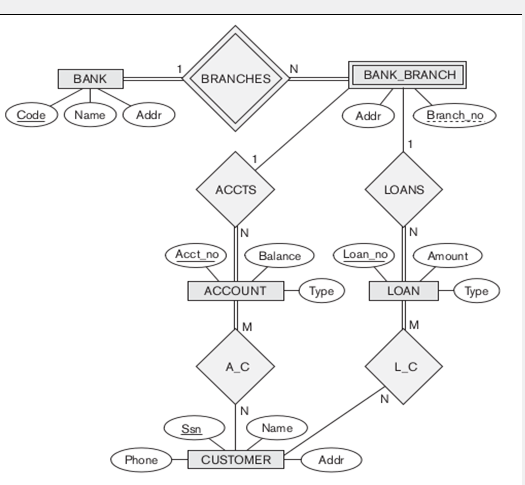 1 N
BANK BRANCHES BANK_BRANCH
Code Name Addr Addr Branch_no
1 1
ACCTS LOANS
N N
Acct_no Balance Loan_no Amount
ACCOUNT Type LOAN Type
M M
A_C L_C
N N
Ssn Name
Phone CUSTOMER Addr